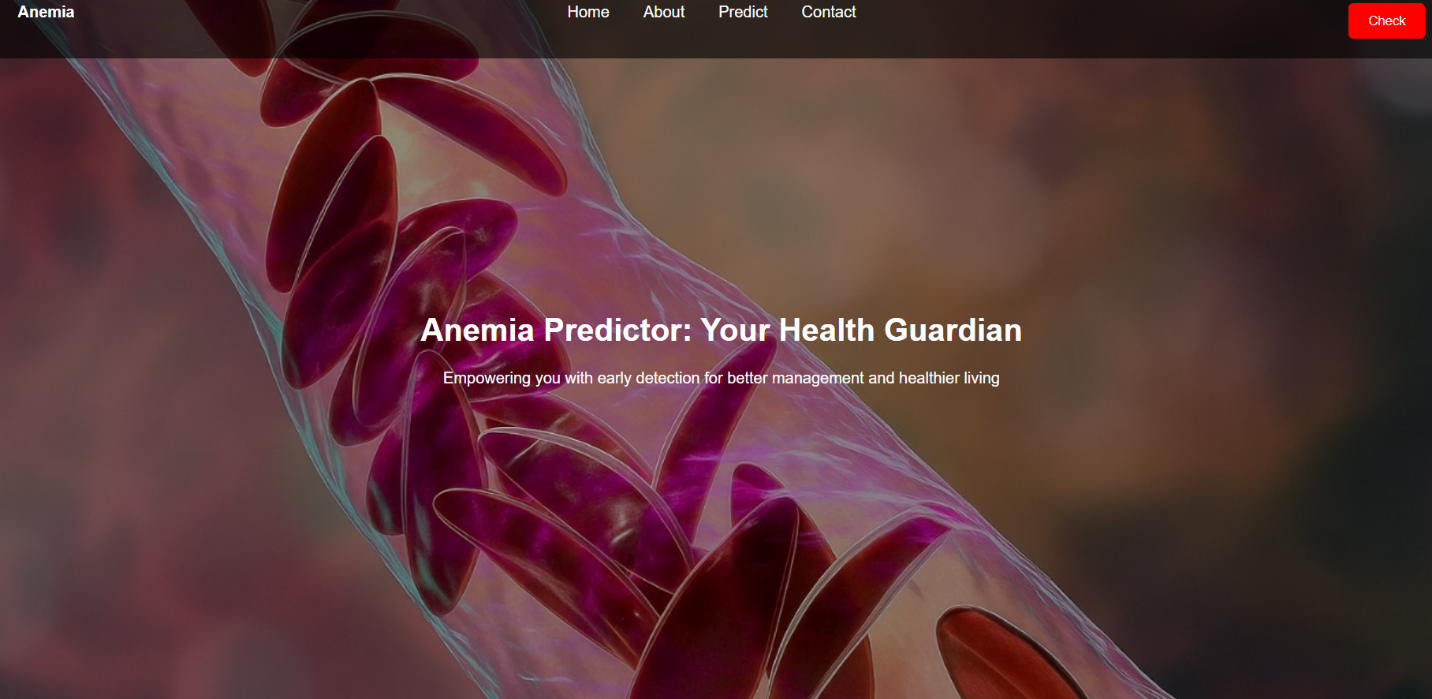 Anemia
Home About Predict Contact
Check
Anemia Predictor: Your Health Guardian
Empowering you with early detection for better management and healthier living